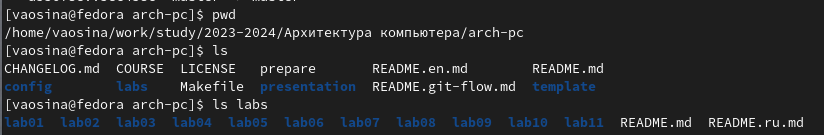 [vaosina@fedora arch-pc]$ pwd
/home/vaosina/work/study/2023-2024/Архитектура компьютера/arch-pc
[vaosina@fedora arch-pc]$ ls
CHANGELOG.md  COURSE  LICENSE   prepare       README.en.md        README.md
config        labs    Makefile  presentation  README.git-flow.md  template
[vaosina@fedora arch-pc]$ ls labs
lab01  lab02  lab03  lab04  lab05  lab06  lab07  lab08  lab09  lab10  lab11  README.md  README.ru.md